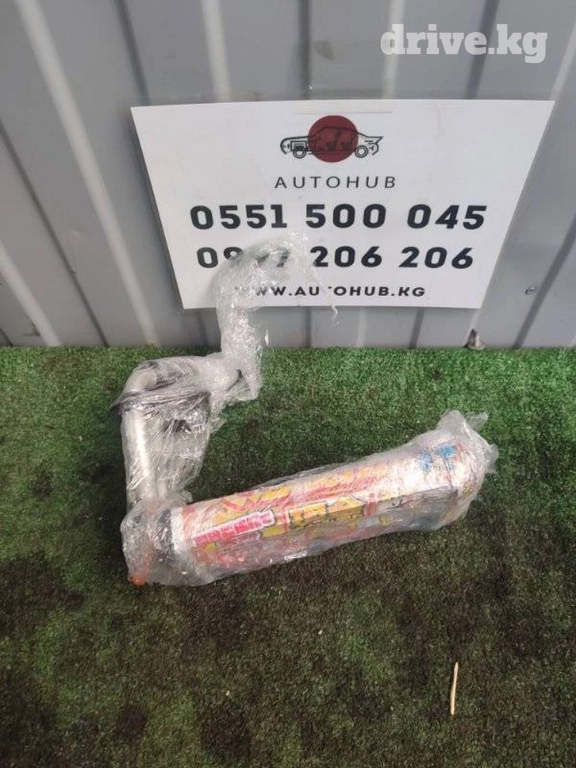 drive.kg
AUTOHUB
0551 500 045
206 206
WWW.AUTOHUB.KG